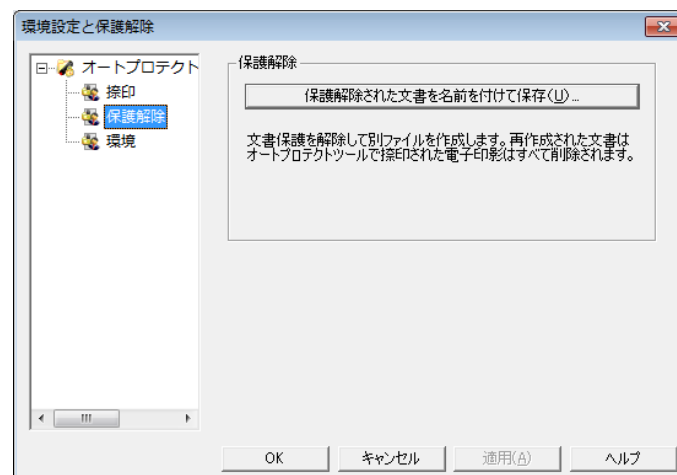 環境設定と保護解除
オートプロテクト
捺印
保護解除
環境
保護解除
保護解除された文書を名前を付けて保存(U)...
文書保護を解除して別ファイルを作成します。再作成された文書は
オートプロテクトツールで捺印された電子印影はすべて削除されます。
OK
キャンセル
適用(A)
ヘルプ